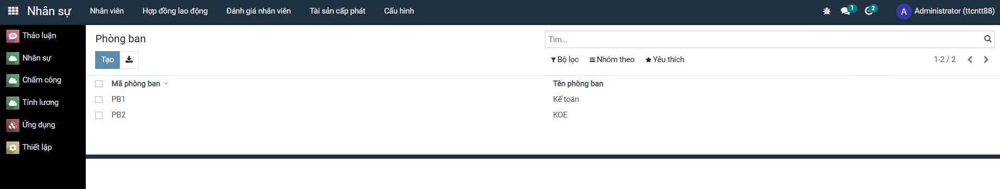 Nhân sự Nhân viên Hợp đồng lao động Đánh giá nhân viên Tài sản cấp phát Cấu hình 1 2 A Administrator (ttcntt88)
Thảo luận
Nhân sự
Chấm công
Tính lương
Ứng dụng
Thiết lập
Phòng ban
Tìm...
Tạo
Bộ lọc Nhóm theo Yêu thích 1-2 / 2
Mã phòng ban Tên phòng ban
PB1 Kế toán
PB2 KOE